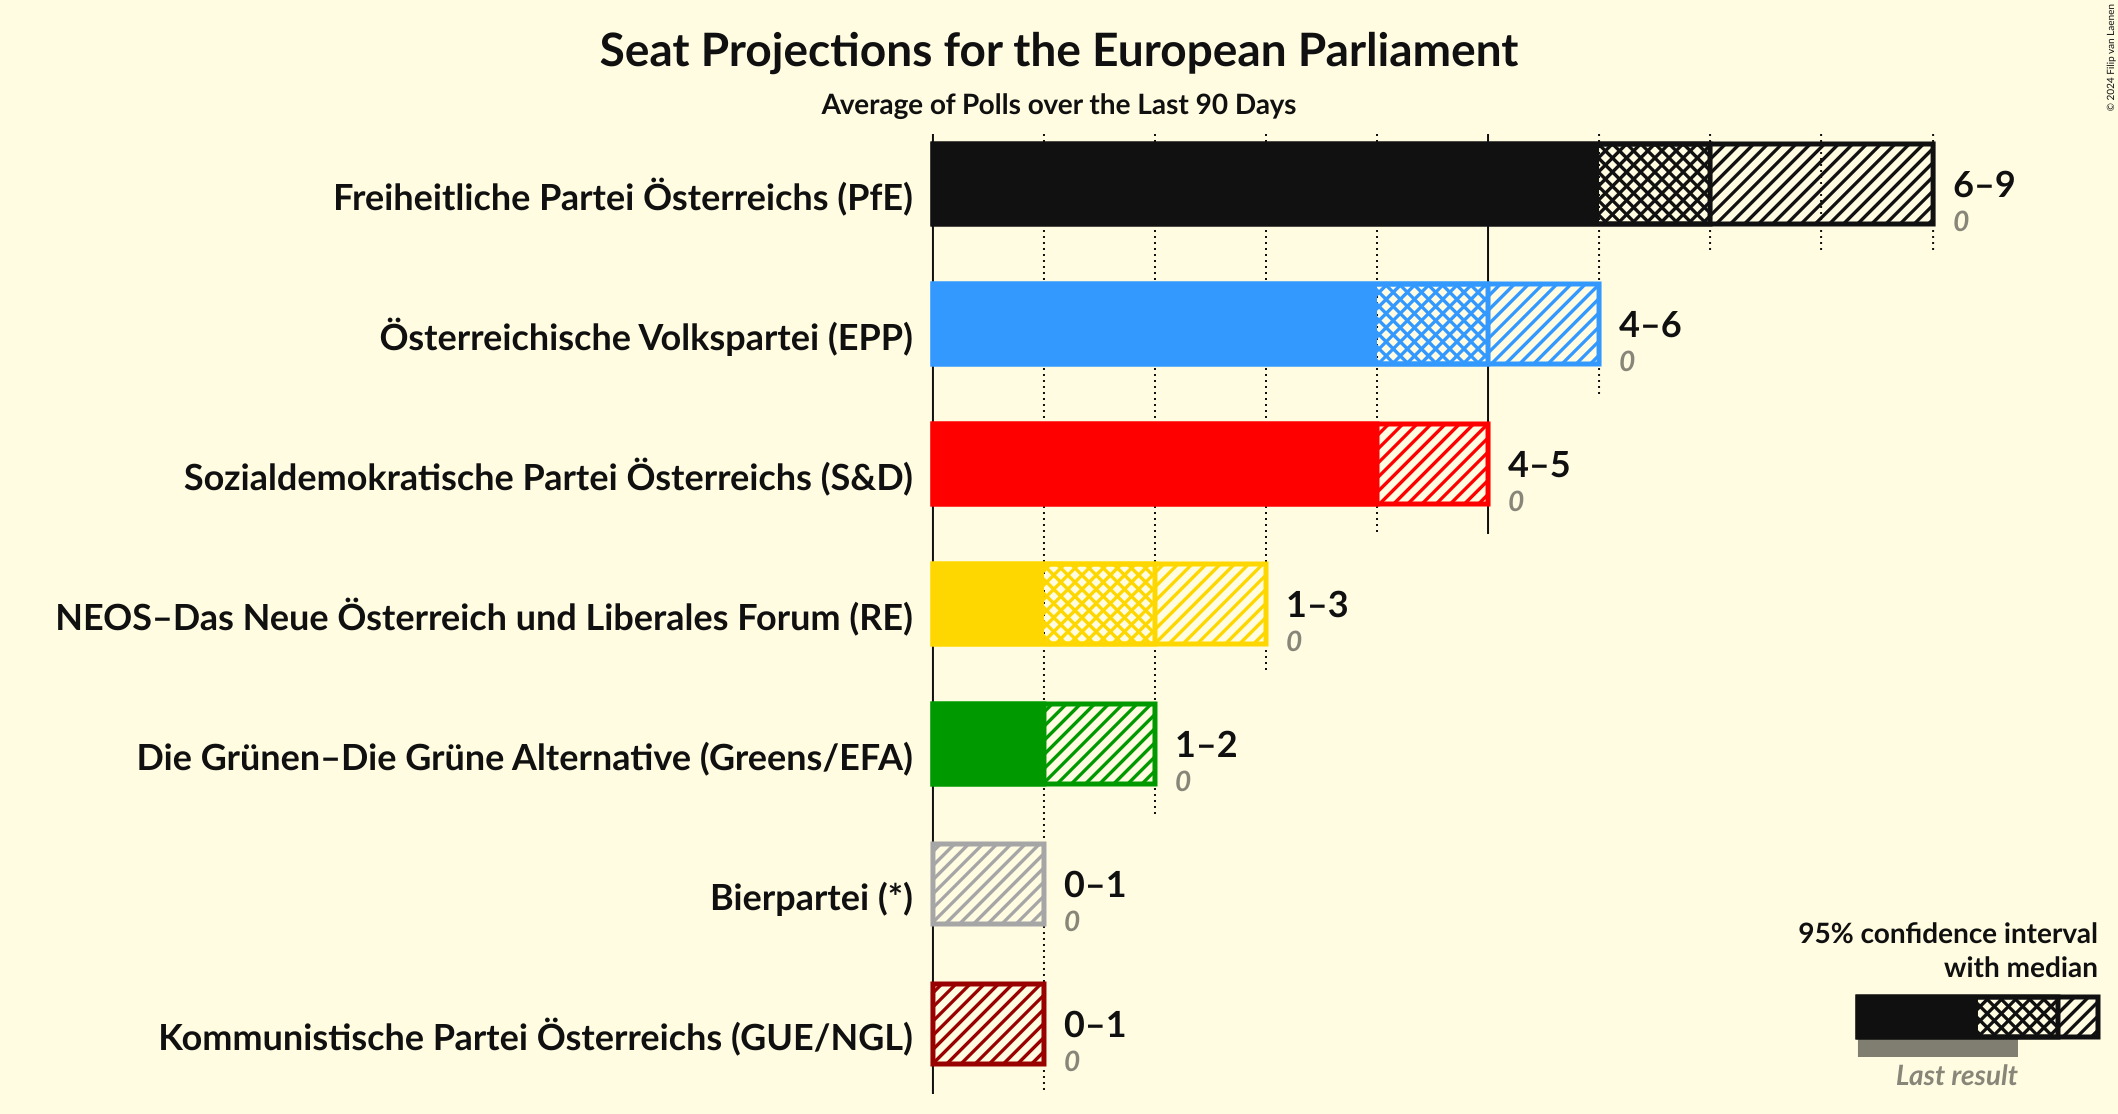 Seat Projections for the European Parliament
Average of Polls over the Last 90 Days
© 2024 Filip van Laenen
Freiheitliche Partei Österreichs (PfE)
6–9
0
Österreichische Volkspartei (EPP)
4–6
0
Sozialdemokratische Partei Österreichs (S&D)
4–5
0
NEOS–Das Neue Österreich und Liberales Forum (RE)
1–3
0
Die Grünen–Die Grüne Alternative (Greens/EFA)
1–2
0
Bierpartei (*)
0–1
0
Kommunistische Partei Österreichs (GUE/NGL)
0–1
0
95% confidence interval
with median
Last result